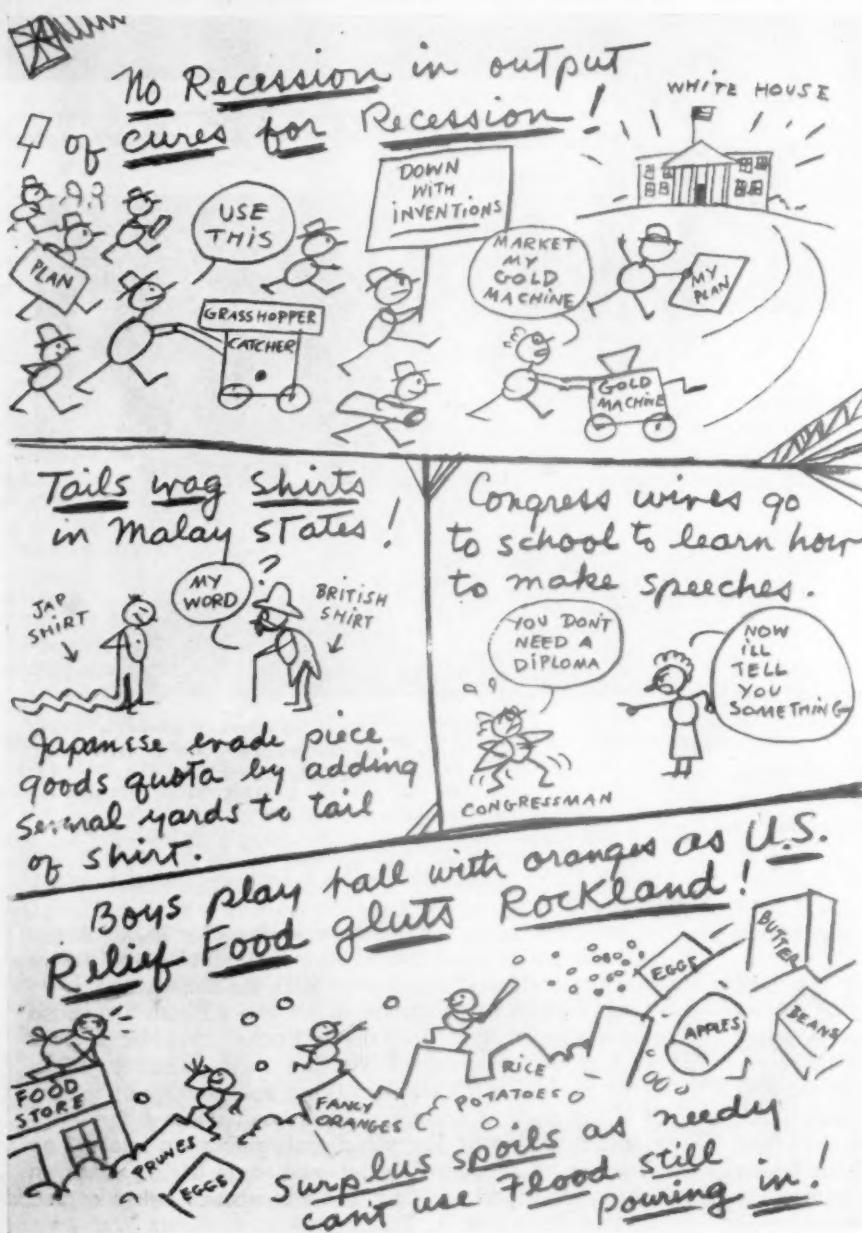 No Recession in output
of cures for Recession!
WHITE HOUSE
DOWN
WITH
INVENTIONS
USE
THIS
PLAN
MARKET
MY
GOLD
MACHINE
MY
PLAN
GRASSHOPPER
CATCHER
GOLD
MACHINE
Tails wag shirts
in Malay States!
JAP
SHIRT
MY
WORD
?
BRITISH
SHIRT
Japanese evade piece
goods quota by adding
several yards to tail
of shirt.
Congress wives go
to school to learn how
to make speeches.
YOU DON'T
NEED A
DIPLOMA
NOW
ILL
TELL
YOU
SOMETHING
CONGRESSMAN
Boys play ball with oranges as U.S.
Relief Food gluts Rockland!
EGGS
BUTTER
APPLES
BEANS
FOOD
STORE
RICE
FANCY
ORANGES
POTATOES
PRUNES
EGGS
Surplus spoils as needy
can't use Flood still
pouring in!